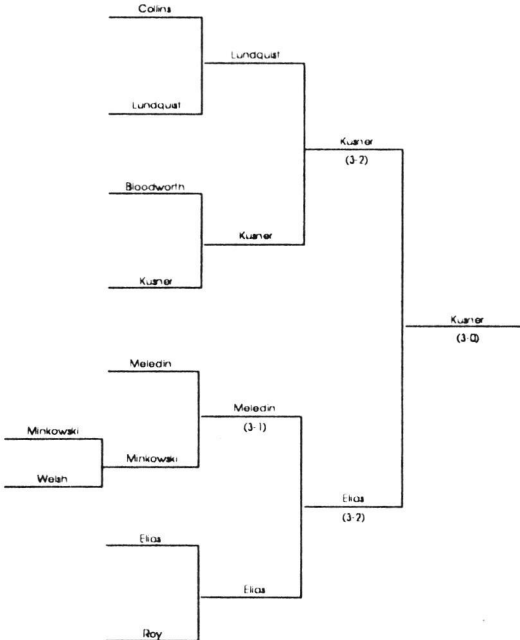 Collins
Lundquist
Lundquist
Kusner
(3-2)
Bloodworth
Kusner
Kusner
Kusner
(3-0)
Meledin
Meledin
(3-1)
Minkowski
Minkowski
Welsh
Elias
(3-2)
Elias
Elias
Roy